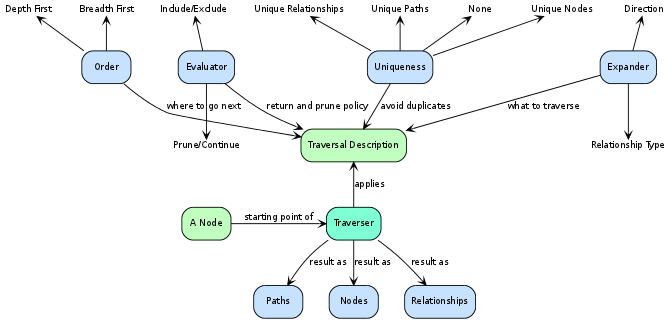 Depth First Breadth First Include/Exclude Unique Relationships Unique Paths None Unique Nodes Direction
Order Evaluator Uniqueness Expander
where to go next return and prune policy avoid duplicates what to traverse
Prune/Continue Traversal Description Relationship Type
applies
A Node starting point of Traverser
result as result as result as
Paths Nodes Relationships